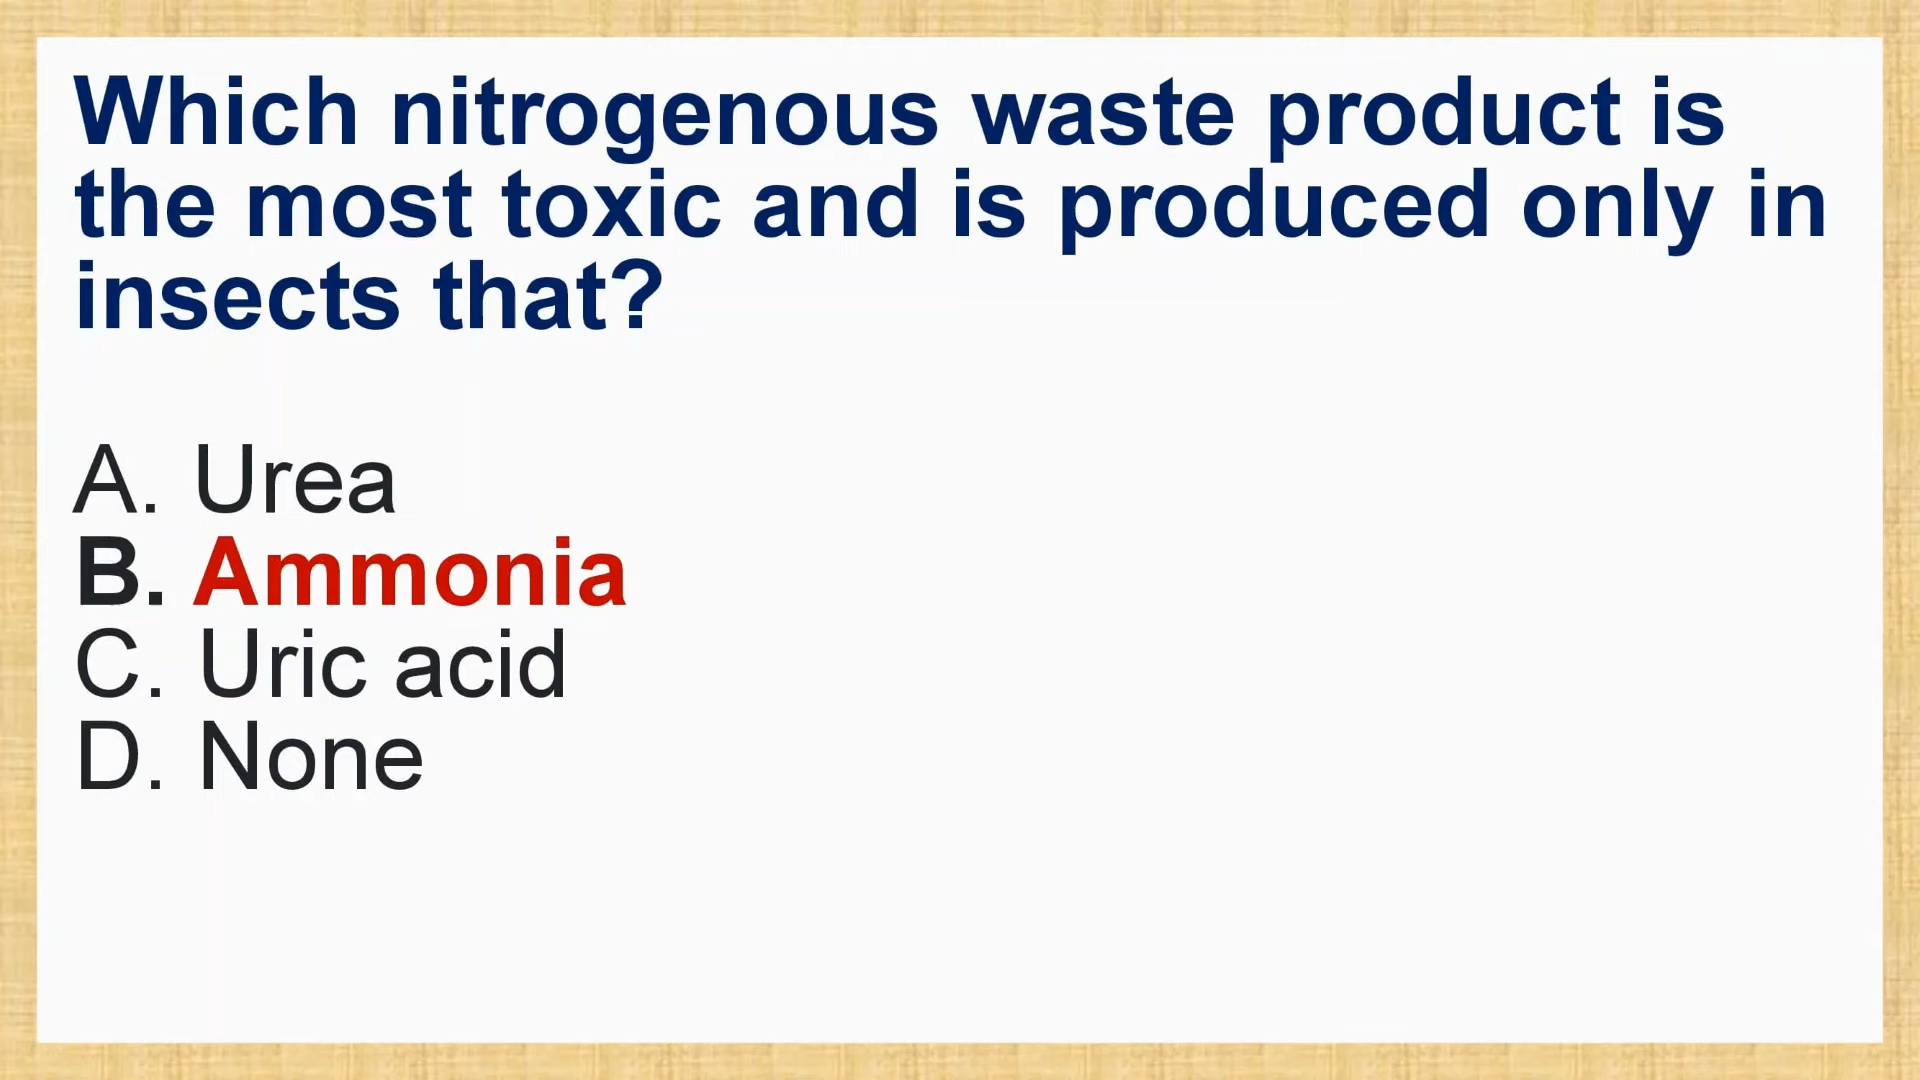 Which nitrogenous waste product is
the most toxic and is produced only in
insects that?
A. Urea
B. Ammonia
C. Uric acid
D. None